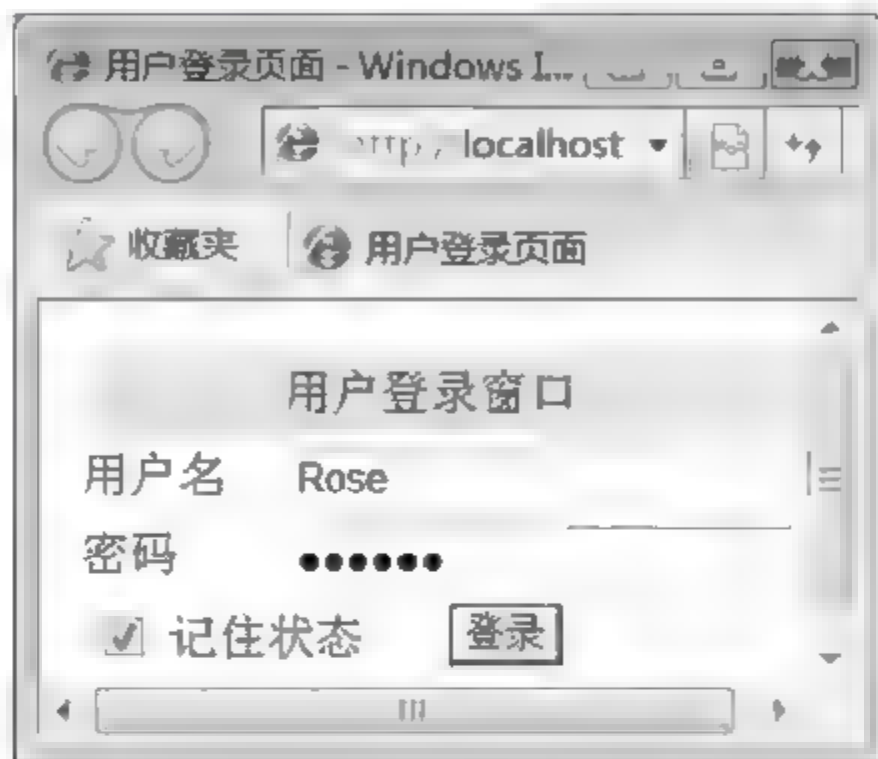 用户登录页面 - Windows I...
localhost
收藏夹 用户登录页面
用户登录窗口
用户名 Rose
密码 ●●●●●●
记住状态 登录